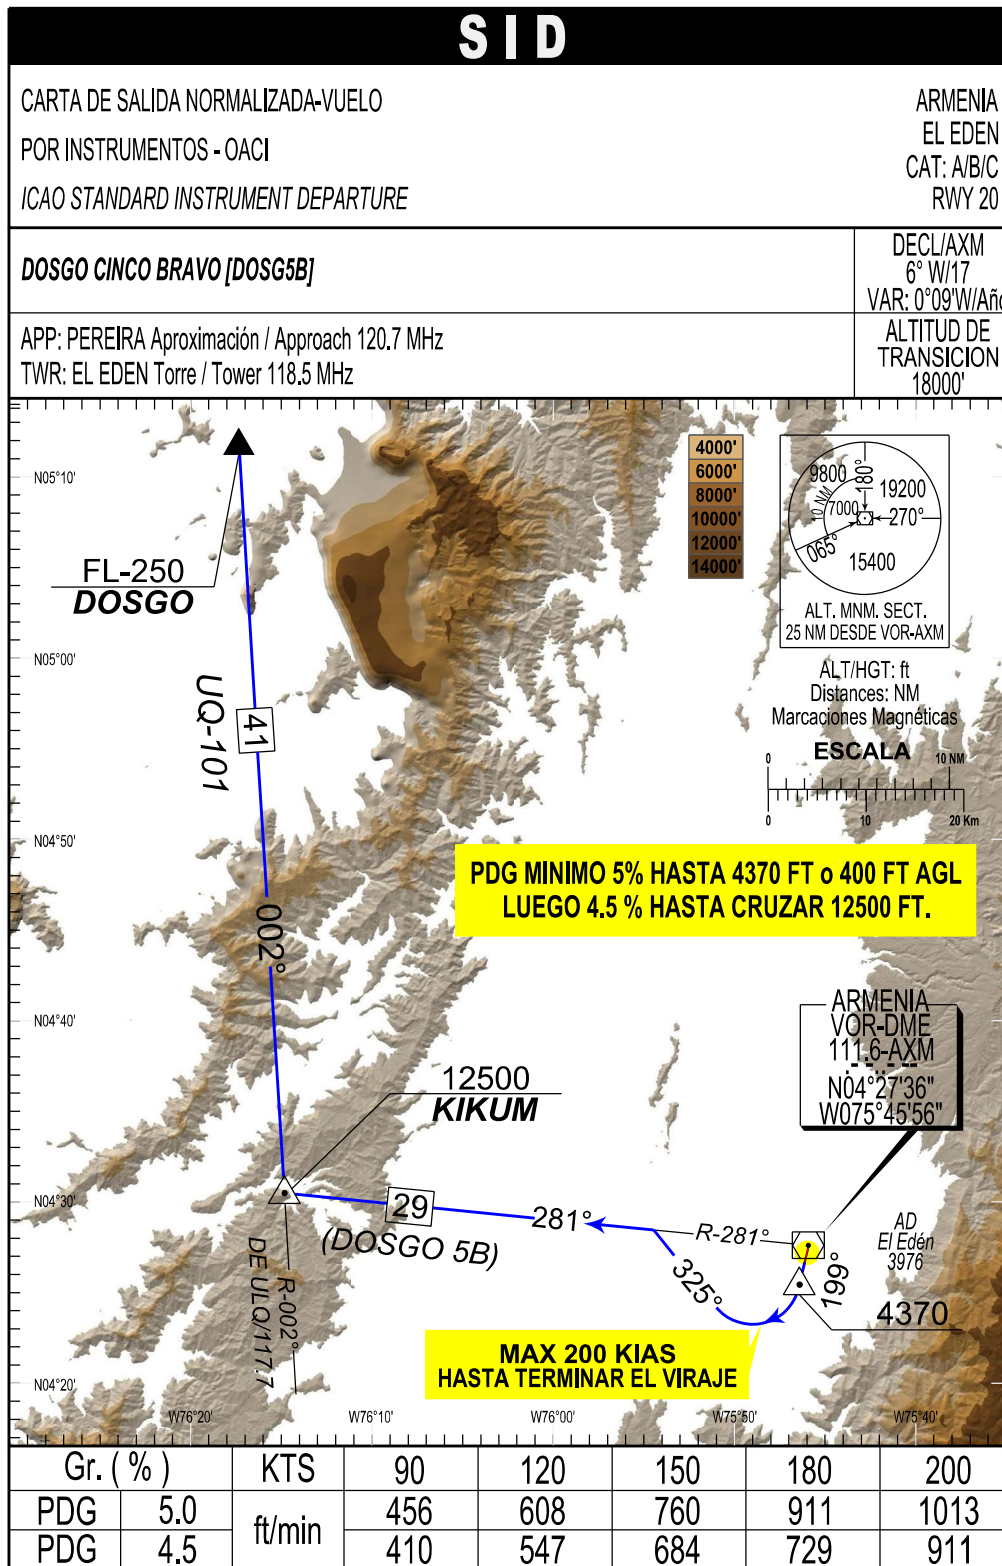 SID
CARTA DE SALIDA NORMALIZADA-VUELO
POR INSTRUMENTOS - OACI
ICAO STANDARD INSTRUMENT DEPARTURE
ARMENIA
EL EDEN
CAT: A/B/C
RWY 20
DOSGO CINCO BRAVO [DOSG5B]
DECL/AXM
6° W/17
VAR: 0°09'W/Año
APP: PEREIRA Aproximación / Approach 120.7 MHz
TWR: EL EDEN Torre / Tower 118.5 MHz
ALTITUD DE
TRANSICION
18000'
N05°10'
N05°00'
N04°50'
N04°40'
N04°30'
N04°20'
FL-250
DOSGO
UQ-101
41
002°
4000'
6000'
8000'
10000'
12000'
14000'
9800
180°
19200
10 NM
7000
270°
065°
15400
ALT. MNM. SECT.
25 NM DESDE VOR-AXM
ALT/HGT: ft
Distances: NM
Marcaciones Magnéticas
ESCALA
0
10 NM
0
10
20 Km
PDG MINIMO 5% HASTA 4370 FT o 400 FT AGL
LUEGO 4.5 % HASTA CRUZAR 12500 FT.
ARMENIA
VOR-DME
111.6-AXM
N04°27'36"
W075°45'56"
12500
KIKUM
29
281°
(DOSGO 5B)
R-281°
325°
199°
AD
El Edén
3976
4370
R-002°
DE ULQ/117.7
MAX 200 KIAS
HASTA TERMINAR EL VIRAJE
W76°20'
W76°10'
W76°00'
W75°50'
W75°40'
Gr. ( % ) KTS 90 120 150 180 200
PDG 5.0 ft/min 456 608 760 911 1013
PDG 4.5 410 547 684 729 911